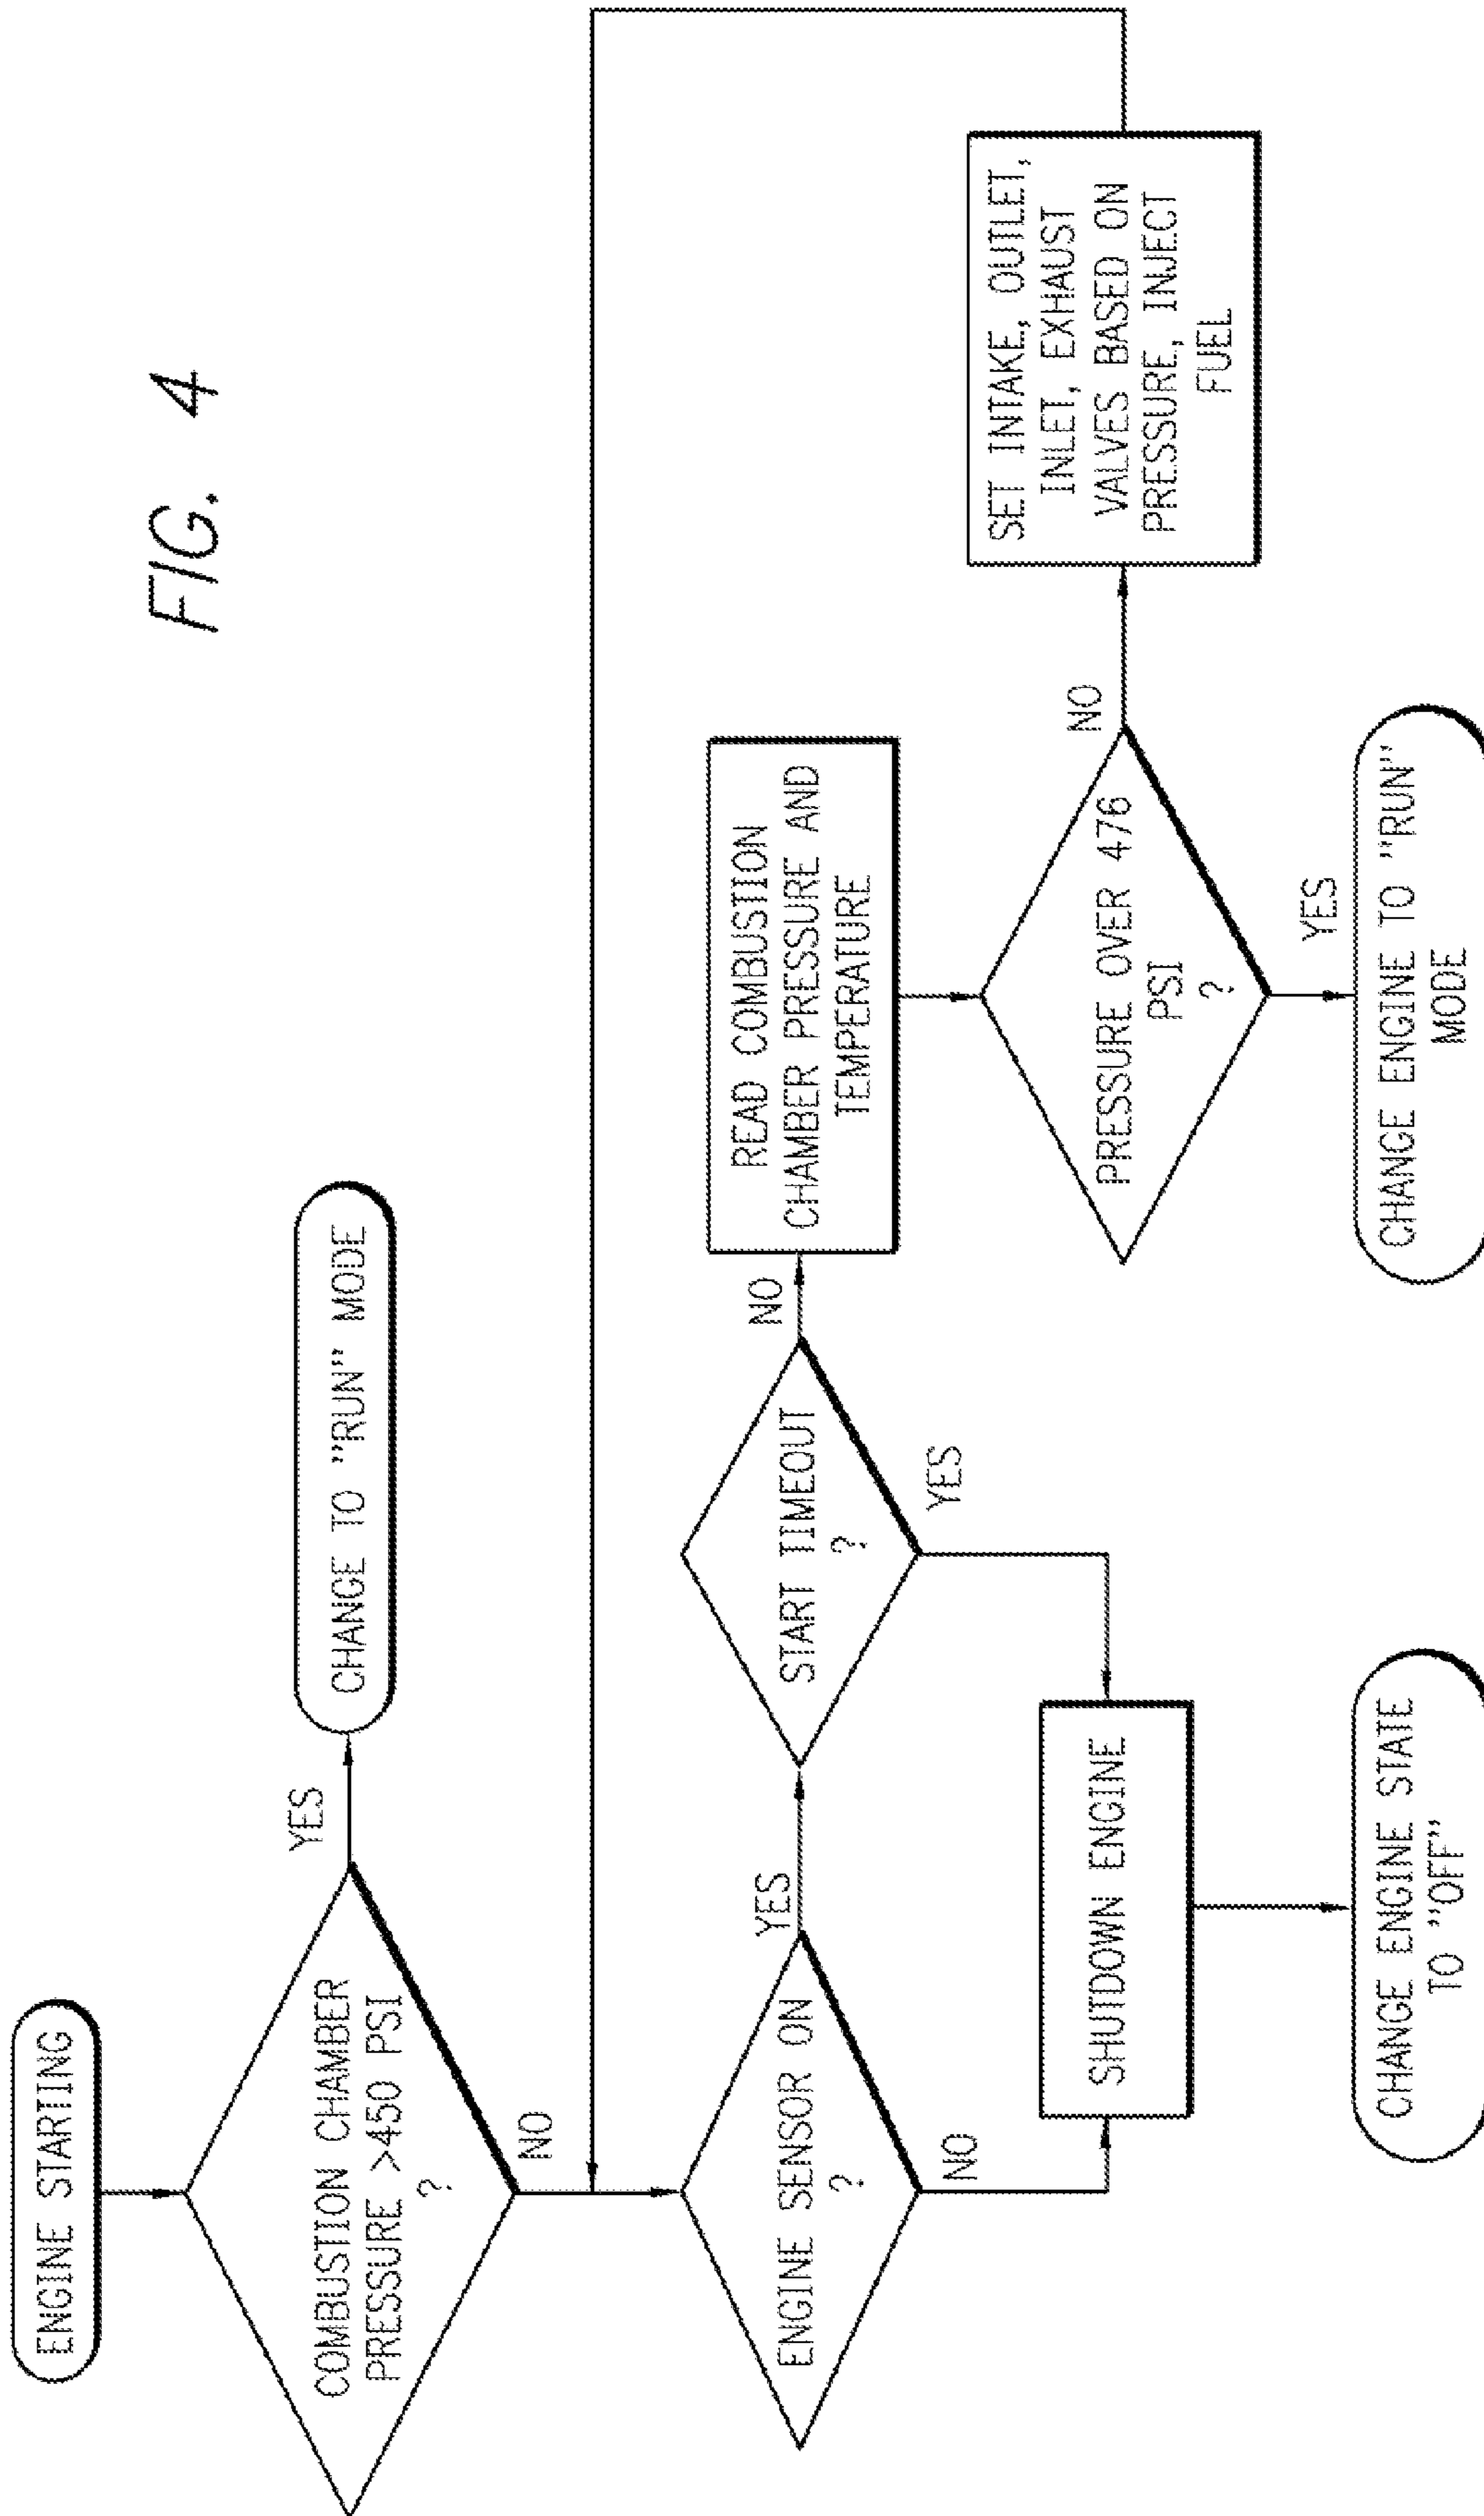 FIG. 4
ENGINE STARTING
COMBUSTION CHAMBER
PRESSURE >450 PSI
?
YES
CHANGE TO "RUN" MODE
NO
ENGINE SENSOR ON
?
YES
START TIMEOUT
?
NO
READ COMBUSTION
CHAMBER PRESSURE AND
TEMPERATURE
NO
YES
SHUTDOWN ENGINE
CHANGE ENGINE STATE
TO "OFF"
PRESSURE OVER 476
PSI
?
NO
SET INTAKE, OUTLET,
INLET, EXHAUST
VALVES BASED ON
PRESSURE, INJECT
FUEL
YES
CHANGE ENGINE TO "RUN"
MODE